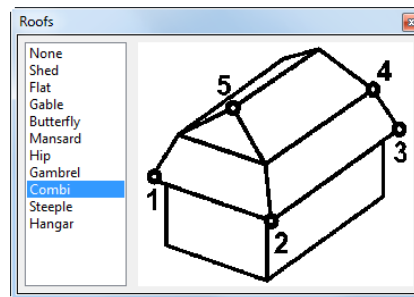 Roofs
None
Shed
Flat
Gable
Butterfly
Mansard
Hip
Gambrel
Combi
Steeple
Hangar
5
4
3
1
2